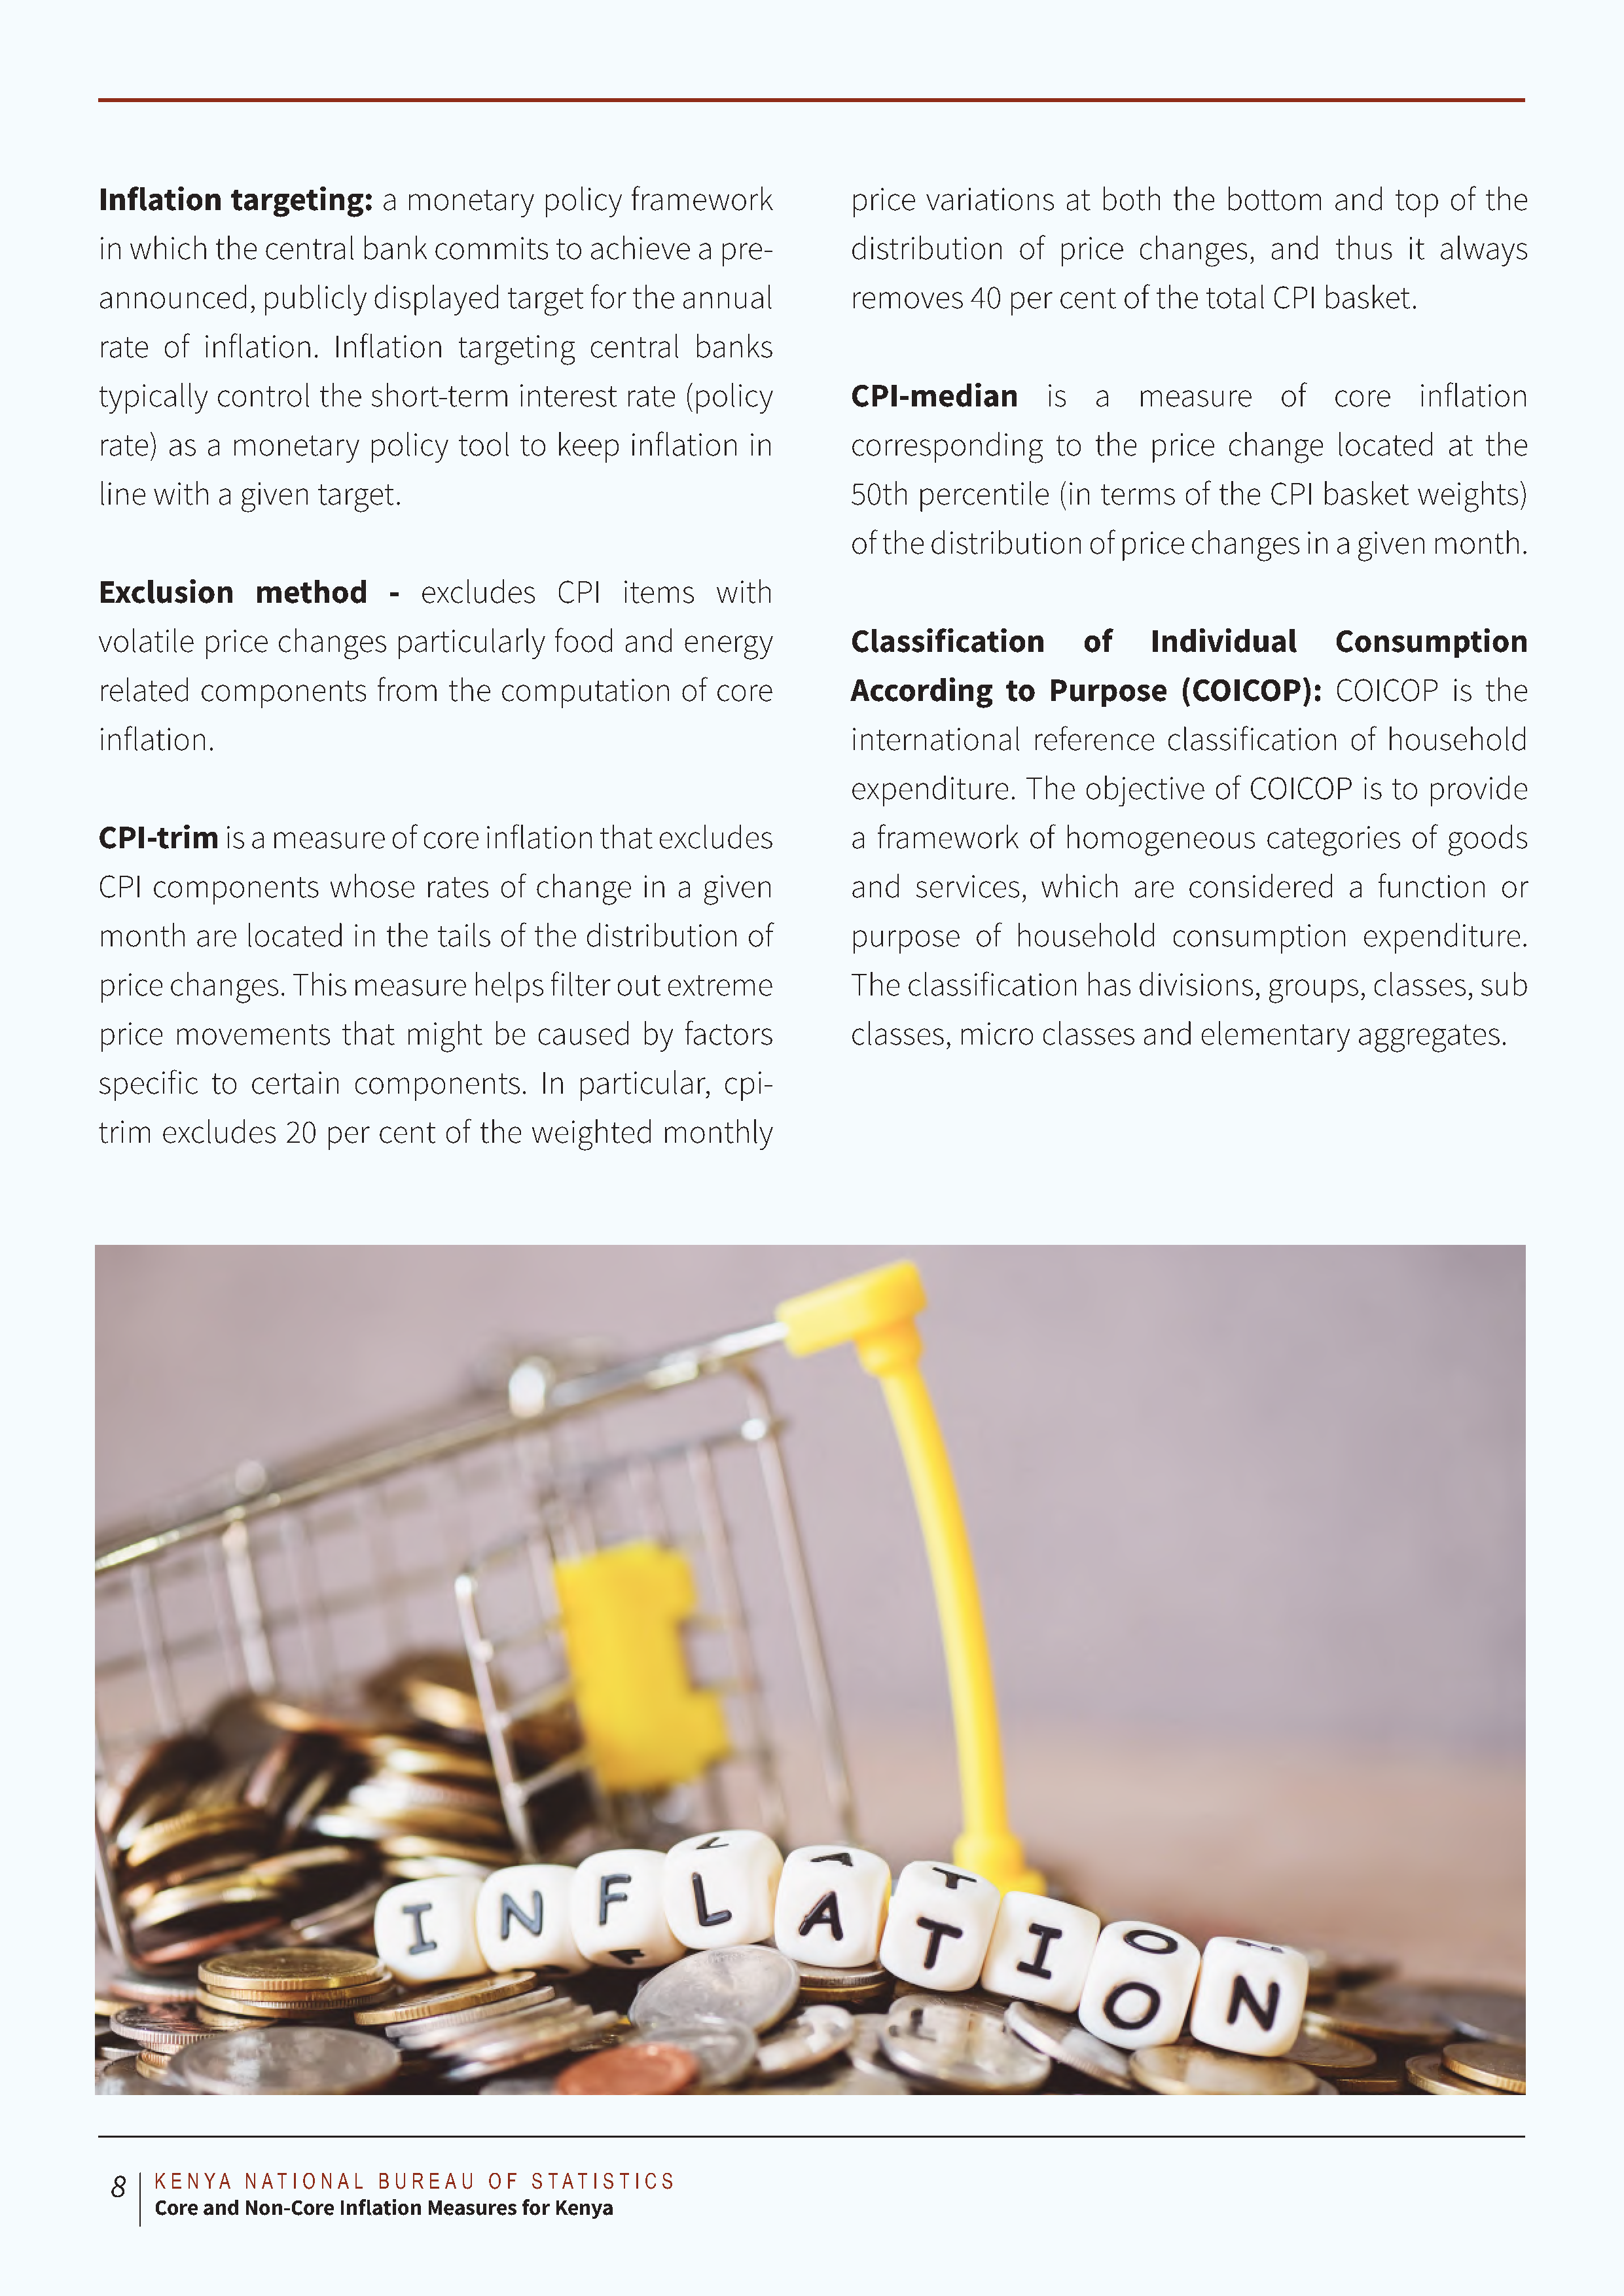 Inflation targeting: a monetary policy framework
in which the central bank commits to achieve a pre-
announced, publicly displayed target for the annual
rate of inflation. Inflation targeting central banks
typically control the short-term interest rate (policy
rate) as a monetary policy tool to keep inflation in
line with a given target.
Exclusion method - excludes CPI items with
volatile price changes particularly food and energy
related components from the computation of core
inflation.
CPI-trim is a measure of core inflation that excludes
CPI components whose rates of change in a given
month are located in the tails of the distribution of
price changes. This measure helps filter out extreme
price movements that might be caused by factors
specific to certain components. In particular, cpi-
trim excludes 20 per cent of the weighted monthly
price variations at both the bottom and top of the
distribution of price changes, and thus it always
removes 40 per cent of the total CPI basket.
CPI-median is a measure of core inflation
corresponding to the price change located at the
50th percentile (in terms of the CPI basket weights)
of the distribution of price changes in a given month.
Classification of Individual Consumption
According to Purpose (COICOP): COICOP is the
international reference classification of household
expenditure. The objective of COICOP is to provide
a framework of homogeneous categories of goods
and services, which are considered a function or
purpose of household consumption expenditure.
The classification has divisions, groups, classes, sub
classes, micro classes and elementary aggregates.
INFLATION
8
KENYA NATIONAL BUREAU OF STATISTICS
Core and Non-Core Inflation Measures for Kenya